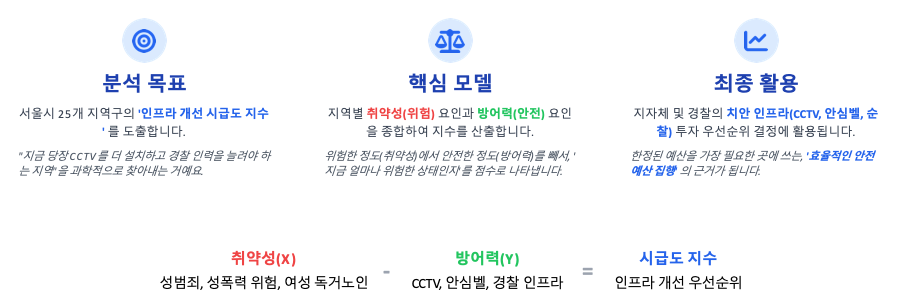 분석 목표
서울시 25개 지역구의 '인프라 개선 시급도 지수
' 를 도출합니다.
"지금 당장 CCTV를 더 설치하고 경찰 인력을 늘려야 하
는 지역"을 과학적으로 찾아내는 거예요.
핵심 모델
지역별 취약성(위험) 요인과 방어력(안전) 요인
을 종합하여 지수를 산출합니다.
위험한 정도(취약성)에서 안전한 정도(방어력)를 빼서, '
지금 얼마나 위험한 상태인지'를 점수로 나타냅니다.
최종 활용
지자체 및 경찰의 치안 인프라(CCTV, 안심벨, 순
찰) 투자 우선순위 결정에 활용됩니다.
한정된 예산을 가장 필요한 곳에 쓰는, '효율적인 안전
예산 집행' 의 근거가 됩니다.
취약성(X)
성범죄, 성폭력 위험, 여성 독거노인
-
방어력(Y)
CCTV, 안심벨, 경찰 인프라
=
시급도 지수
인프라 개선 우선순위